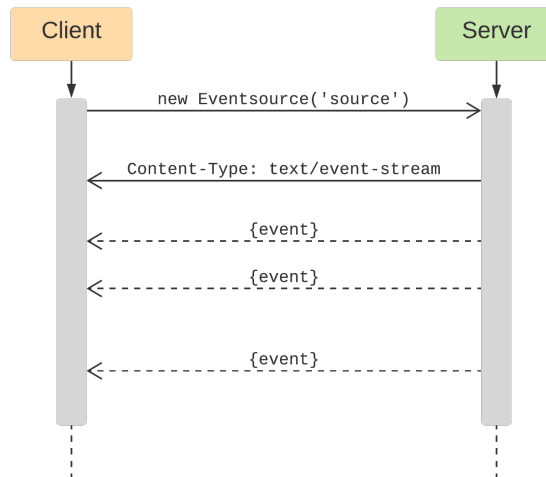 Client
Server
new Eventsource('source')
Content-Type: text/event-stream
{event}
{event}
{event}